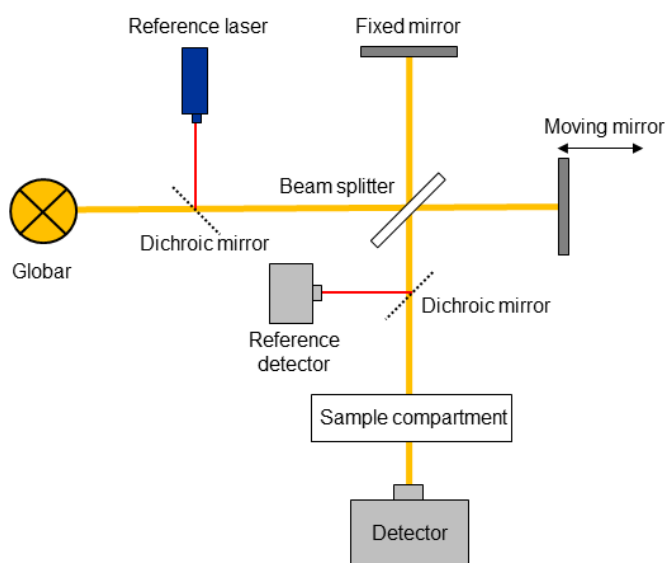 Reference laser
Fixed mirror
Moving mirror
Beam splitter
Dichroic mirror
Globar
Dichroic mirror
Reference
detector
Sample compartment
Detector